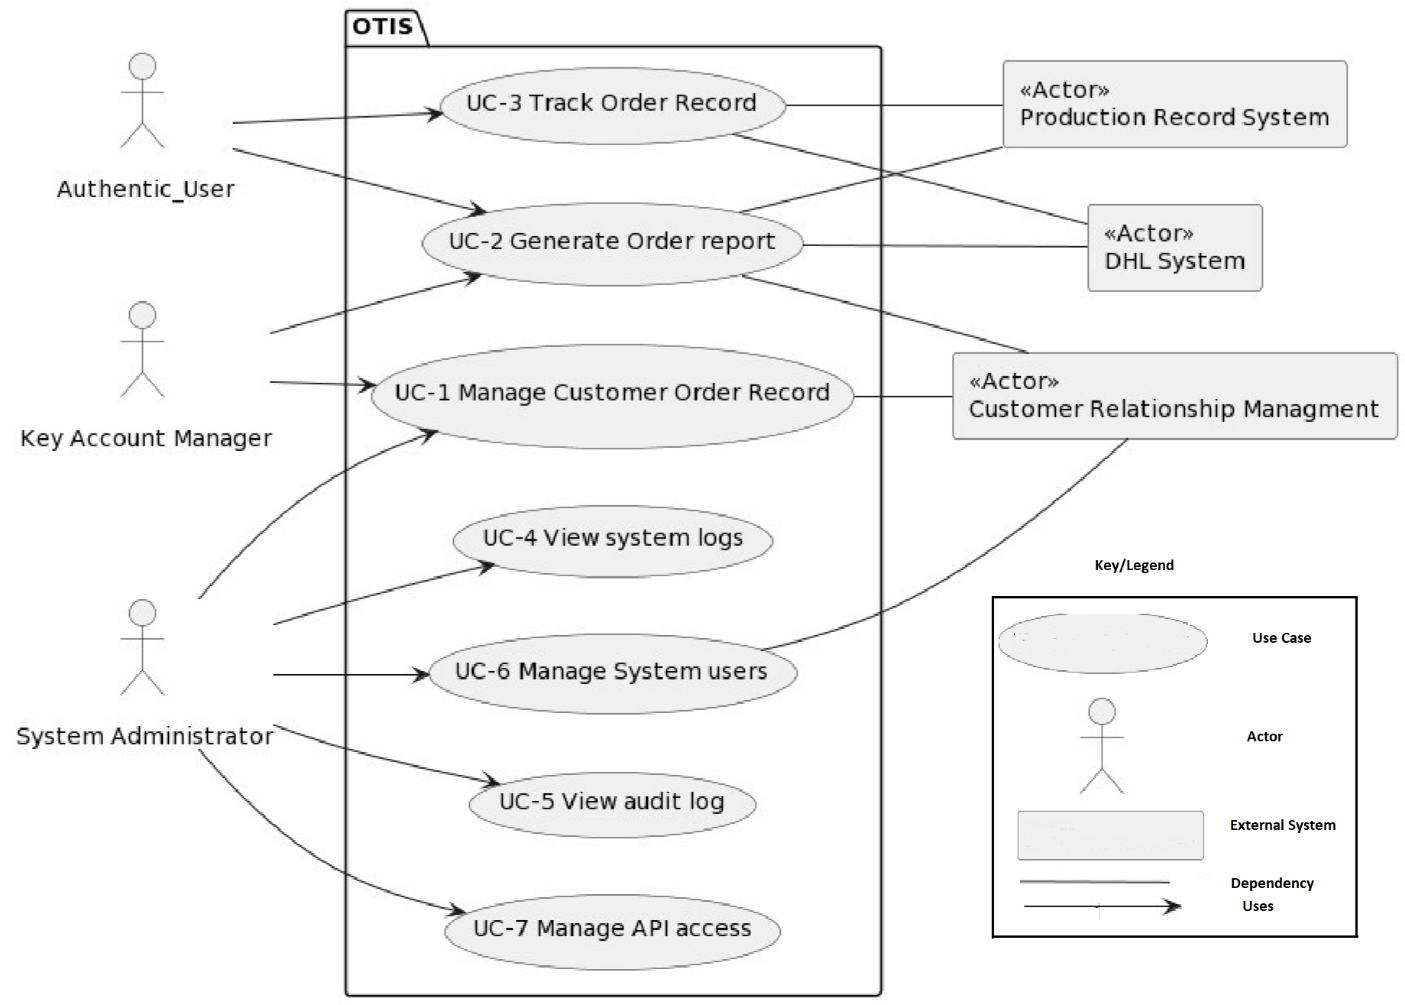 OTIS
UC-3 Track Order Record
«Actor»
Production Record System
Authentic_User
UC-2 Generate Order report
«Actor»
DHL System
Key Account Manager
UC-1 Manage Customer Order Record
«Actor»
Customer Relationship Managment
UC-4 View system logs
System Administrator
UC-6 Manage System users
UC-5 View audit log
UC-7 Manage API access
Key/Legend
Use Case
Actor
External System
Dependency
Uses